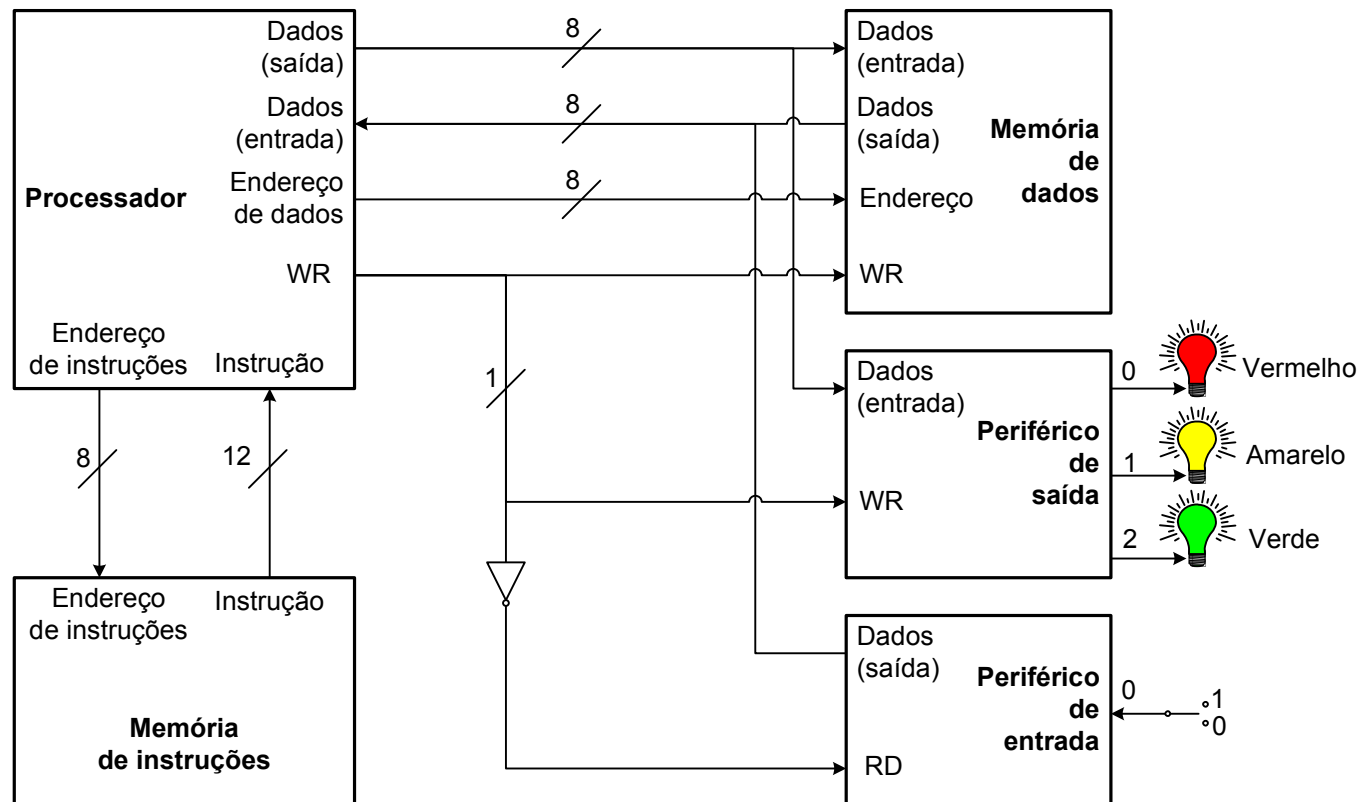 Dados
(saída)
Dados
(entrada)
Processador
Endereço
de dados
WR
Endereço
de instruções
Instrução
8
8
8
1
8
12
Dados
(entrada)
Dados
(saída)
Memória
de
dados
Endereço
WR
Dados
(entrada)
Periférico
de
saída
WR
0
Vermelho
1
Amarelo
2
Verde
Endereço
de instruções
Instrução
Memória
de instruções
Dados
(saída)
Periférico
de
entrada
RD
0
1
0